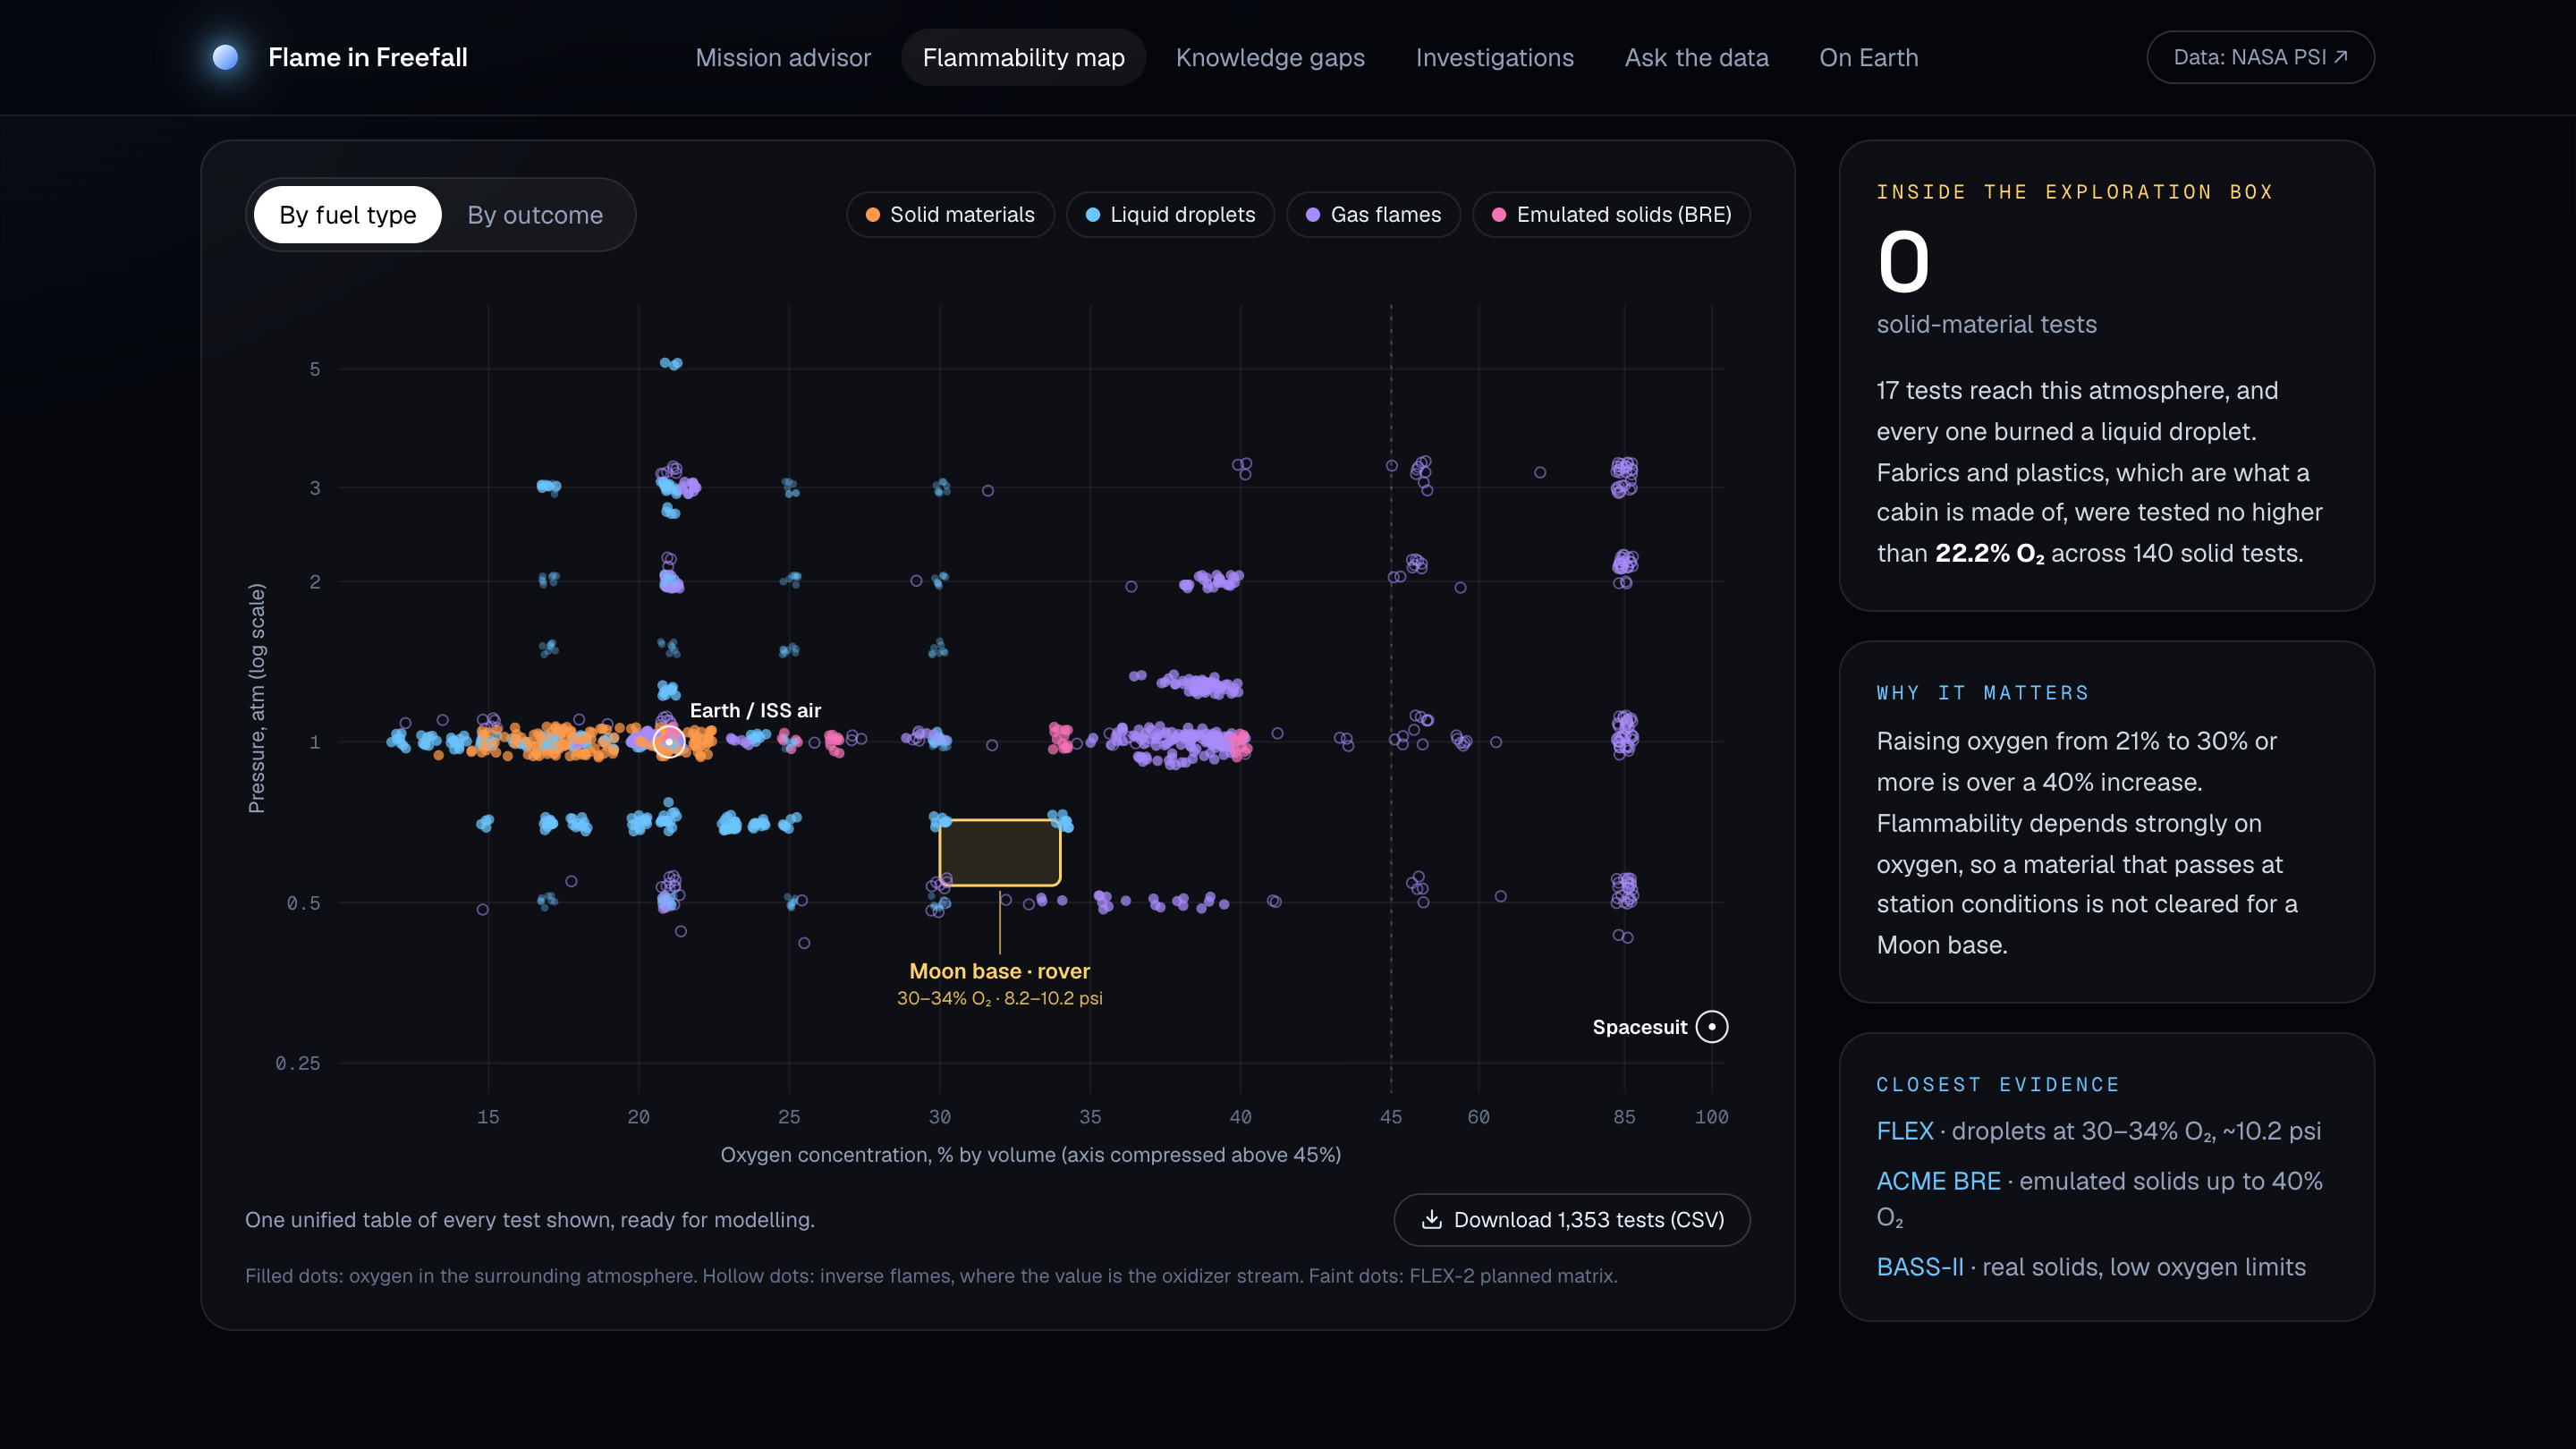 Flame in Freefall
Mission advisor
Flammability map
Knowledge gaps
Investigations
Ask the data
On Earth
Data: NASA PSI ↗
By fuel type
By outcome
Solid materials
Liquid droplets
Gas flames
Emulated solids (BRE)
Pressure, atm (log scale)
5
3
2
1
0.5
0.25
Earth / ISS air
Moon base · rover
30–34% O₂ · 8.2–10.2 psi
Spacesuit
15
20
25
30
35
40
45
60
85
100
Oxygen concentration, % by volume (axis compressed above 45%)
One unified table of every test shown, ready for modelling.
Download 1,353 tests (CSV)
Filled dots: oxygen in the surrounding atmosphere. Hollow dots: inverse flames, where the value is the oxidizer stream. Faint dots: FLEX-2 planned matrix.
INSIDE THE EXPLORATION BOX
0
solid-material tests
17 tests reach this atmosphere, and
every one burned a liquid droplet.
Fabrics and plastics, which are what a
cabin is made of, were tested no higher
than 22.2% O₂ across 140 solid tests.
WHY IT MATTERS
Raising oxygen from 21% to 30% or
more is over a 40% increase.
Flammability depends strongly on
oxygen, so a material that passes at
station conditions is not cleared for a
Moon base.
CLOSEST EVIDENCE
FLEX · droplets at 30–34% O₂, ~10.2 psi
ACME BRE · emulated solids up to 40%
O₂
BASS-II · real solids, low oxygen limits